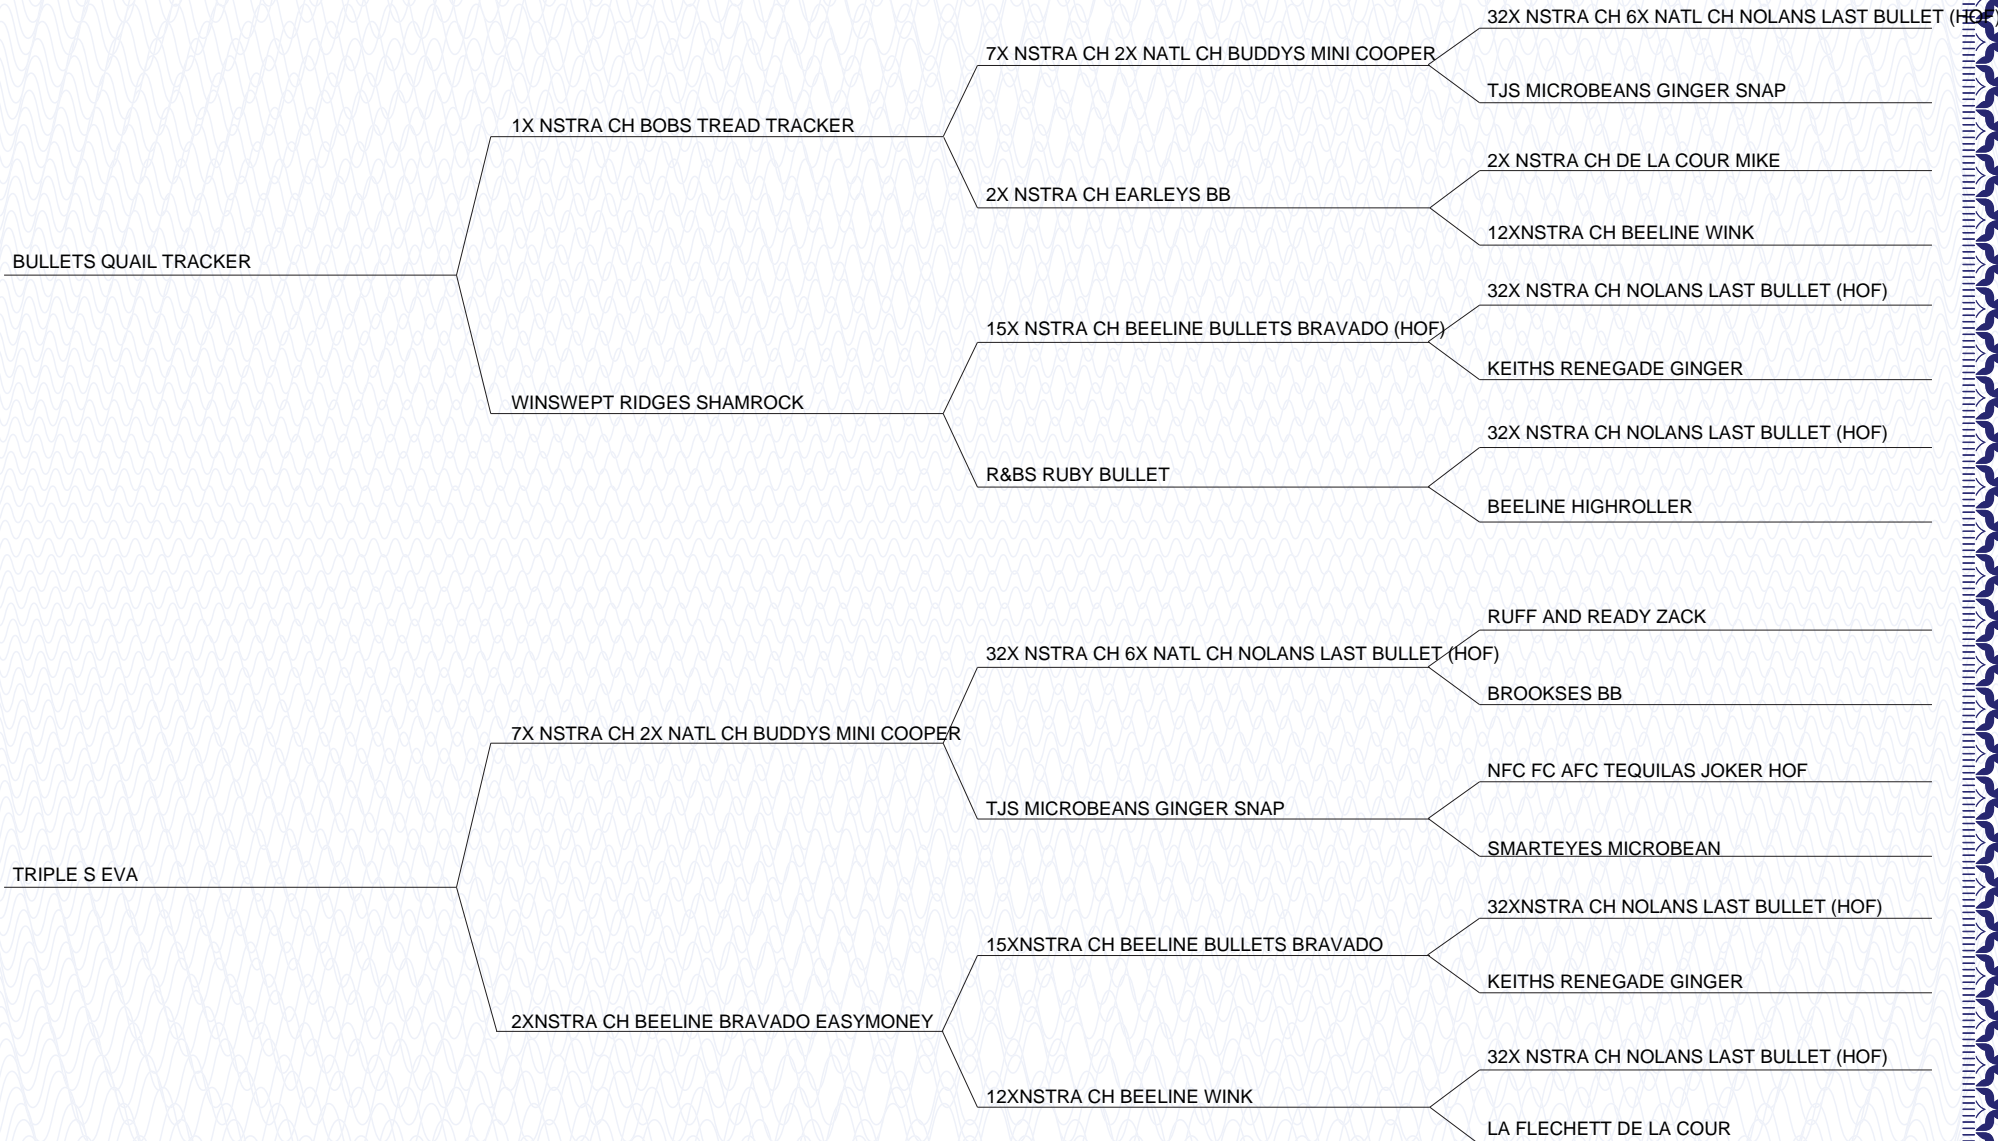 32X NSTRA CH 6X NATL CH NOLANS LAST BULLET (HOF)
7X NSTRA CH 2X NATL CH BUDDYS MINI COOPER
TJS MICROBEANS GINGER SNAP
1X NSTRA CH BOBS TREAD TRACKER
2X NSTRA CH DE LA COUR MIKE
2X NSTRA CH EARLEYS BB
12XNSTRA CH BEELINE WINK
BULLETS QUAIL TRACKER
32X NSTRA CH NOLANS LAST BULLET (HOF)
15X NSTRA CH BEELINE BULLETS BRAVADO (HOF)
KEITHS RENEGADE GINGER
WINSWEPT RIDGES SHAMROCK
32X NSTRA CH NOLANS LAST BULLET (HOF)
R&BS RUBY BULLET
BEELINE HIGHROLLER
RUFF AND READY ZACK
32X NSTRA CH 6X NATL CH NOLANS LAST BULLET (HOF)
BROOKSES BB
7X NSTRA CH 2X NATL CH BUDDYS MINI COOPER
NFC FC AFC TEQUILAS JOKER HOF
TJS MICROBEANS GINGER SNAP
SMARTEYES MICROBEAN
TRIPLE S EVA
32XNSTRA CH NOLANS LAST BULLET (HOF)
15XNSTRA CH BEELINE BULLETS BRAVADO
KEITHS RENEGADE GINGER
2XNSTRA CH BEELINE BRAVADO EASYMONEY
32X NSTRA CH NOLANS LAST BULLET (HOF)
12XNSTRA CH BEELINE WINK
LA FLECHETT DE LA COUR